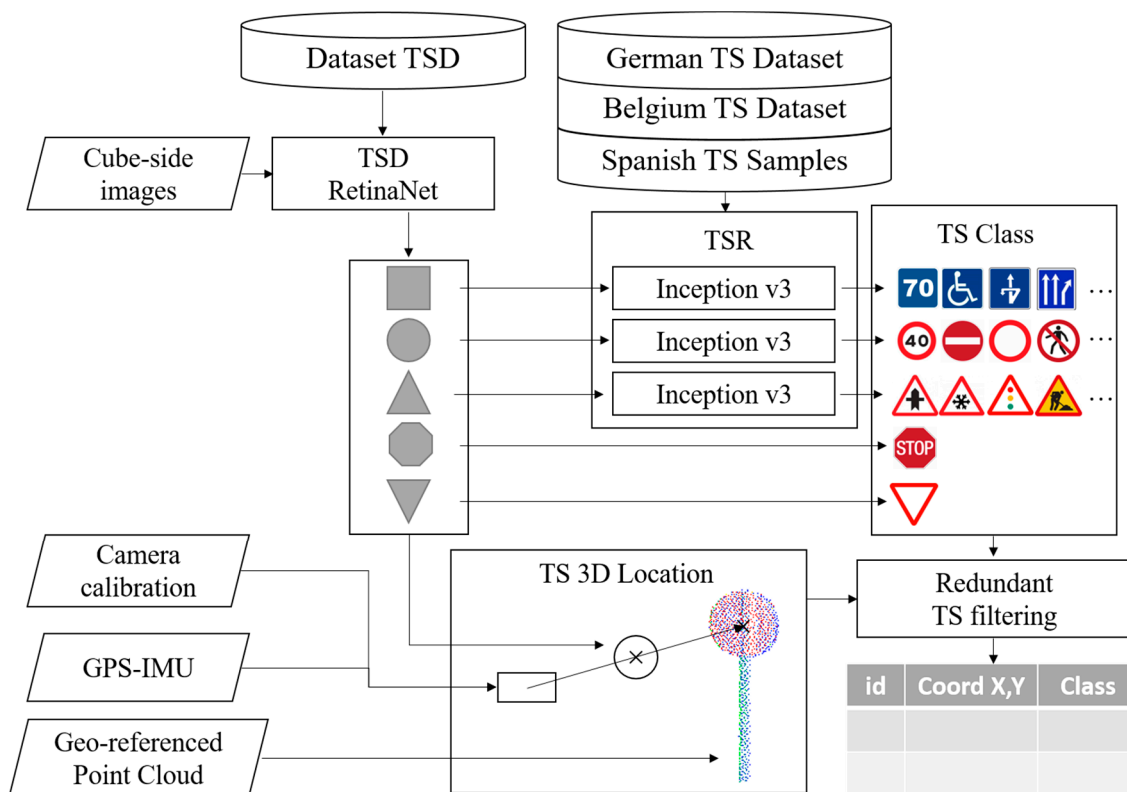 Dataset TSD
German TS Dataset
Belgium TS Dataset
Spanish TS Samples
Cube-side
images
TSD
RetinaNet
TSR
Inception v3
Inception v3
Inception v3
TS Class
70
...
40
...
...
STOP
Camera
calibration
GPS-IMU
Geo-referenced
Point Cloud
TS 3D Location
Redundant
TS filtering
id Coord X,Y Class